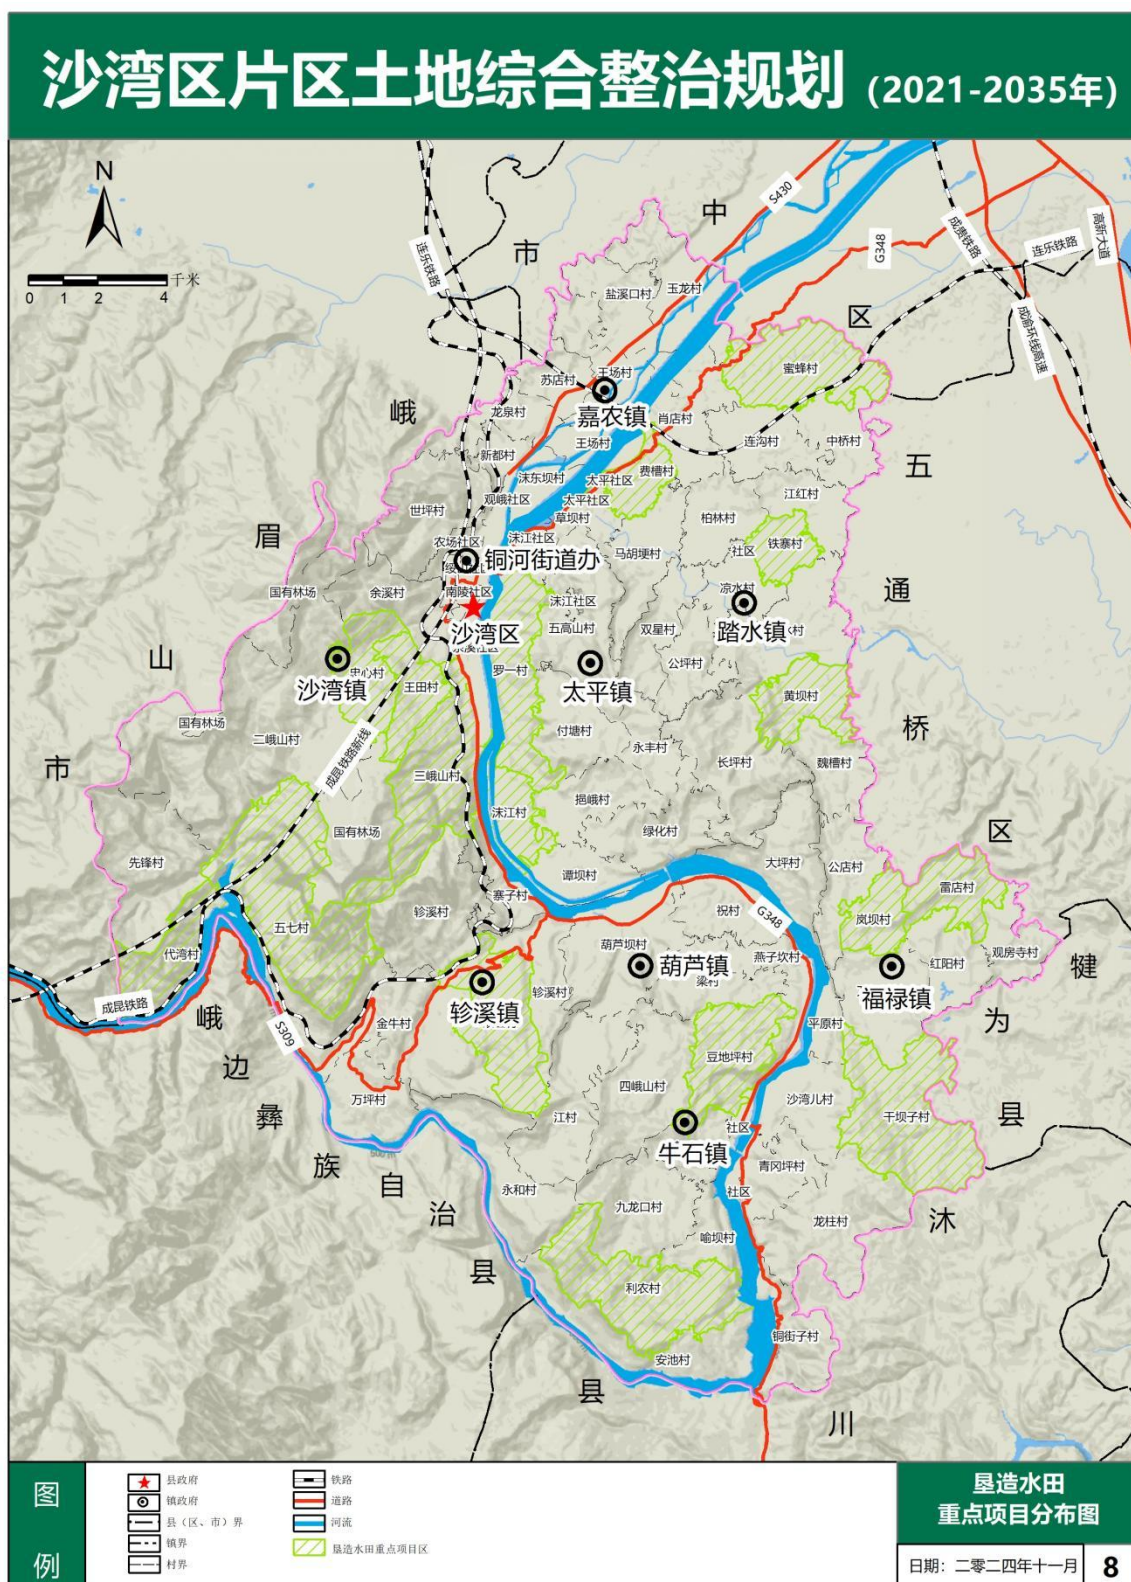 沙湾区片区土地综合整治规划 (2021-2035年)
N
千米
0 1 2 4
S430
中
市
连乐铁路
G348
成贵铁路
连乐铁路
高新大道
成渝环线高速
盐溪口村
玉龙村
区
蜜蜂村
苏店村
王场村
峨
嘉农镇
龙泉村
肖店村
王场村
连沟村
中桥村
新都村
五
沫东坝村
太平社区
费槽村
观峨社区
太平社区
江红村
世坪村
草坝村
柏林村
眉
农场社区
沫江社区
铜河街道办
马胡埂村
社区
铁寨村
国有林场
余溪村
南陵社区
沫江社区
凉水村
通
沙湾区
五高山村
双星村
踏水镇
山
忠心村
沙湾镇
王田村
罗一村
太平镇
公坪村
黄坝村
国有林场
二峨山村
付塘村
永丰村
桥
成昆铁路新线
长坪村
魏槽村
市
三峨山村
沫江村
挹峨村
国有林场
绿化村
区
先锋村
谭坝村
大坪村
公店村
寨子村
雷店村
轸溪村
祝村
岚坝村
五七村
G348
代湾村
葫芦坝村
燕子坎村
观房寺村
葫芦镇
梁村
红阳村
福禄镇
犍
成昆铁路
轸溪镇
轸溪村
峨
S309
金牛村
平原村
为
边
豆地坪村
四峨山村
彝
万坪村
沙湾儿村
江村
干坝子村
县
牛石镇
社区
族
青冈坪村
自
永和村
社区
治
九龙口村
龙柱村
沐
喻坝村
县
利农村
铜街子村
安池村
县
川
图
例
县政府
镇政府
县（区、市）界
镇界
村界
铁路
道路
河流
垦造水田重点项目区
垦造水田
重点项目分布图
日期：二零二四年十一月
8